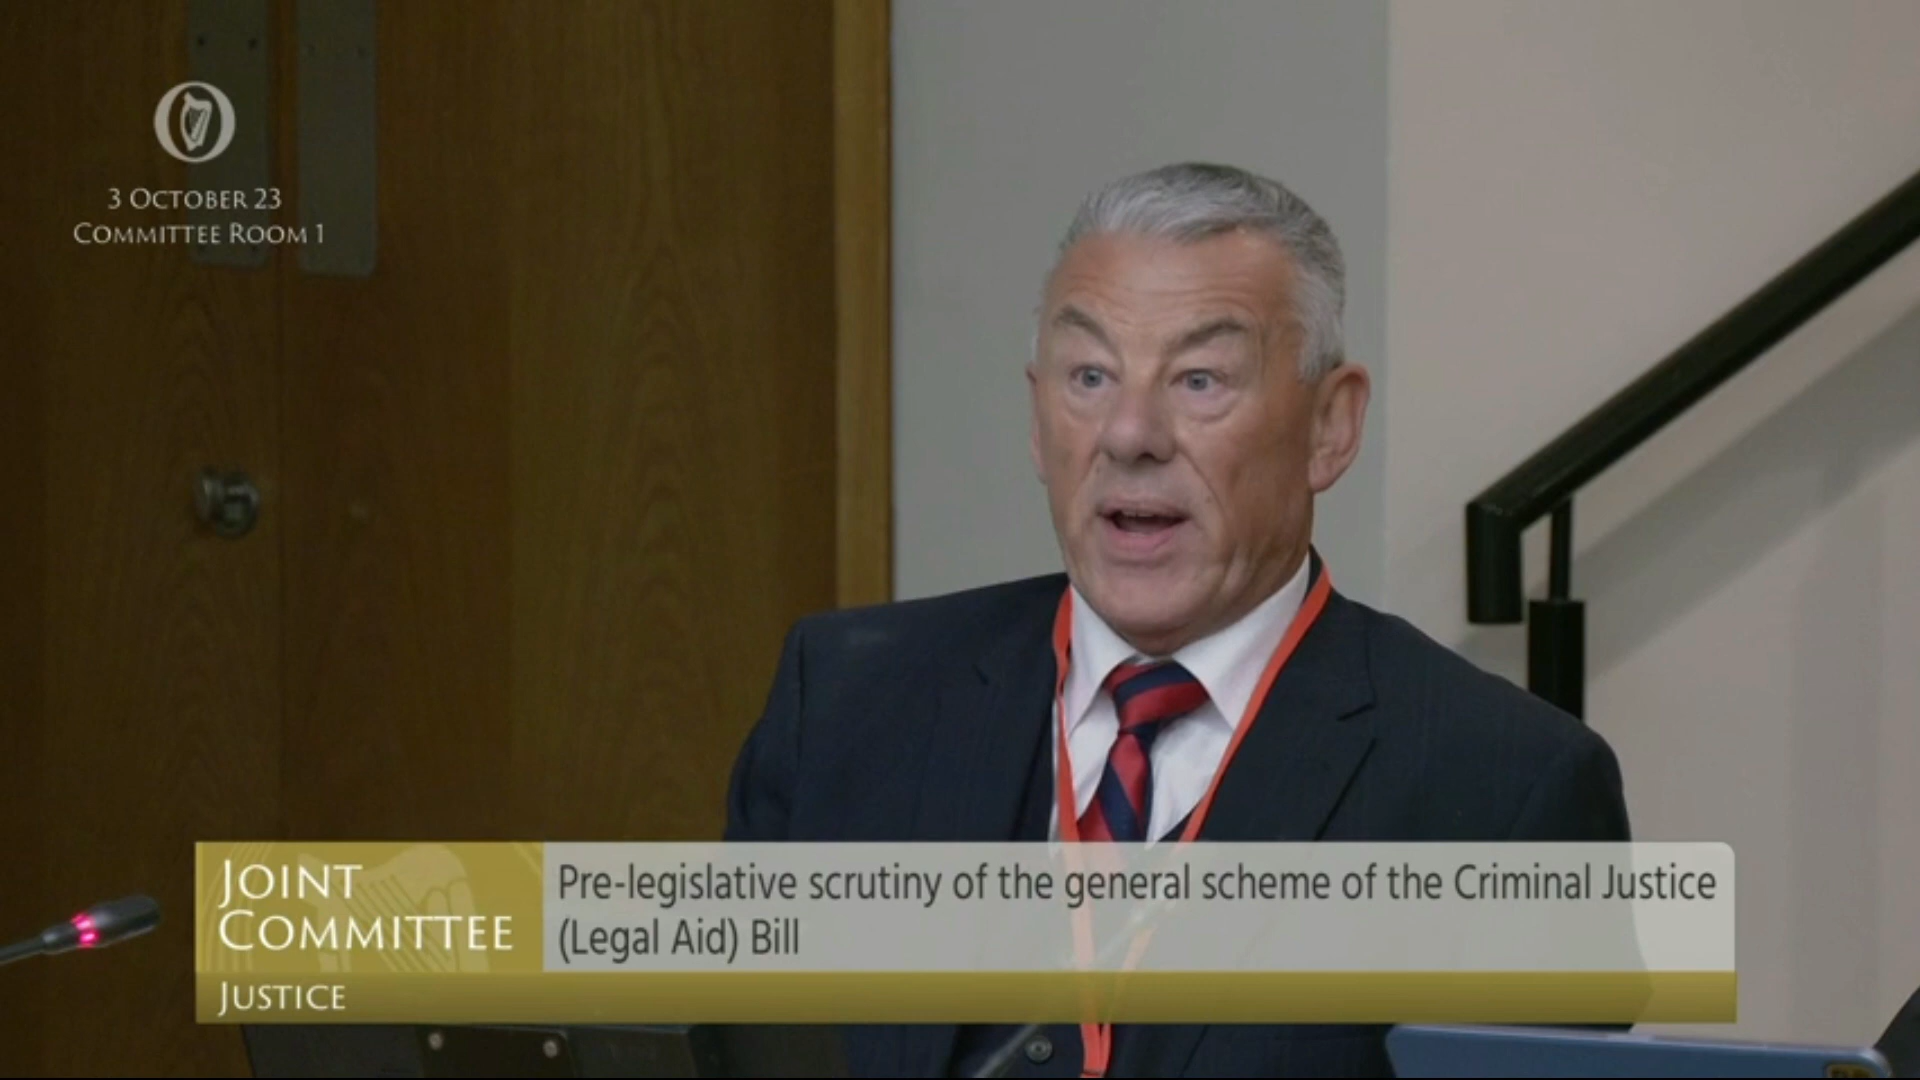 3 October 23
Committee Room 1
Joint
Committee
Pre-legislative scrutiny of the general scheme of the Criminal Justice
(Legal Aid) Bill
Justice